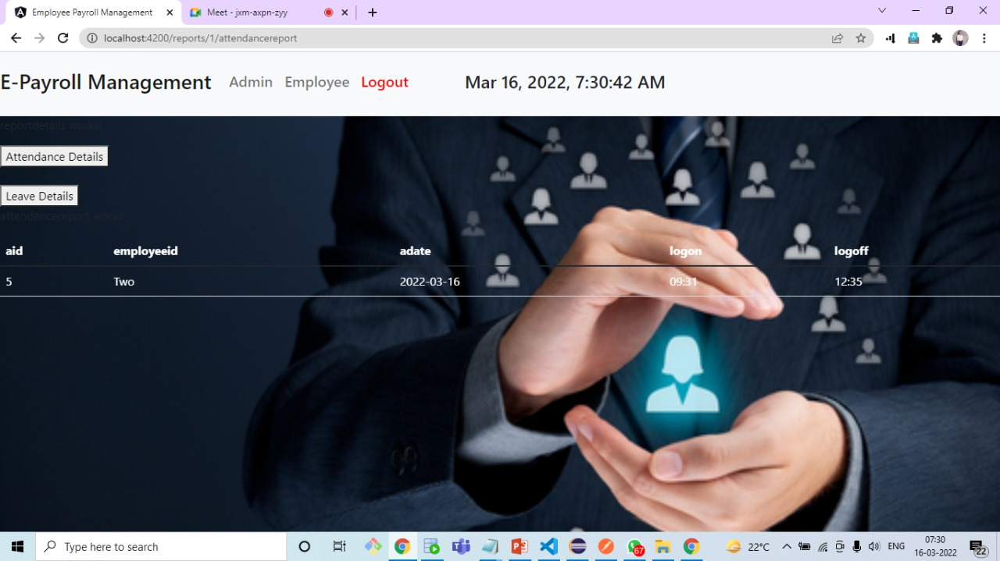 Employee Payroll Management
Meet - jxm-axpn-zyy
localhost:4200/reports/1/attendancereport
E-Payroll Management Admin Employee Logout Mar 16, 2022, 7:30:42 AM
reportdetails works!
Attendance Details
Leave Details
attendancereport works!
aid employeeid adate logon logoff
5 Two 2022-03-16 09:31 12:35
Type here to search
67
22°C
ENG
07:30
16-03-2022
22